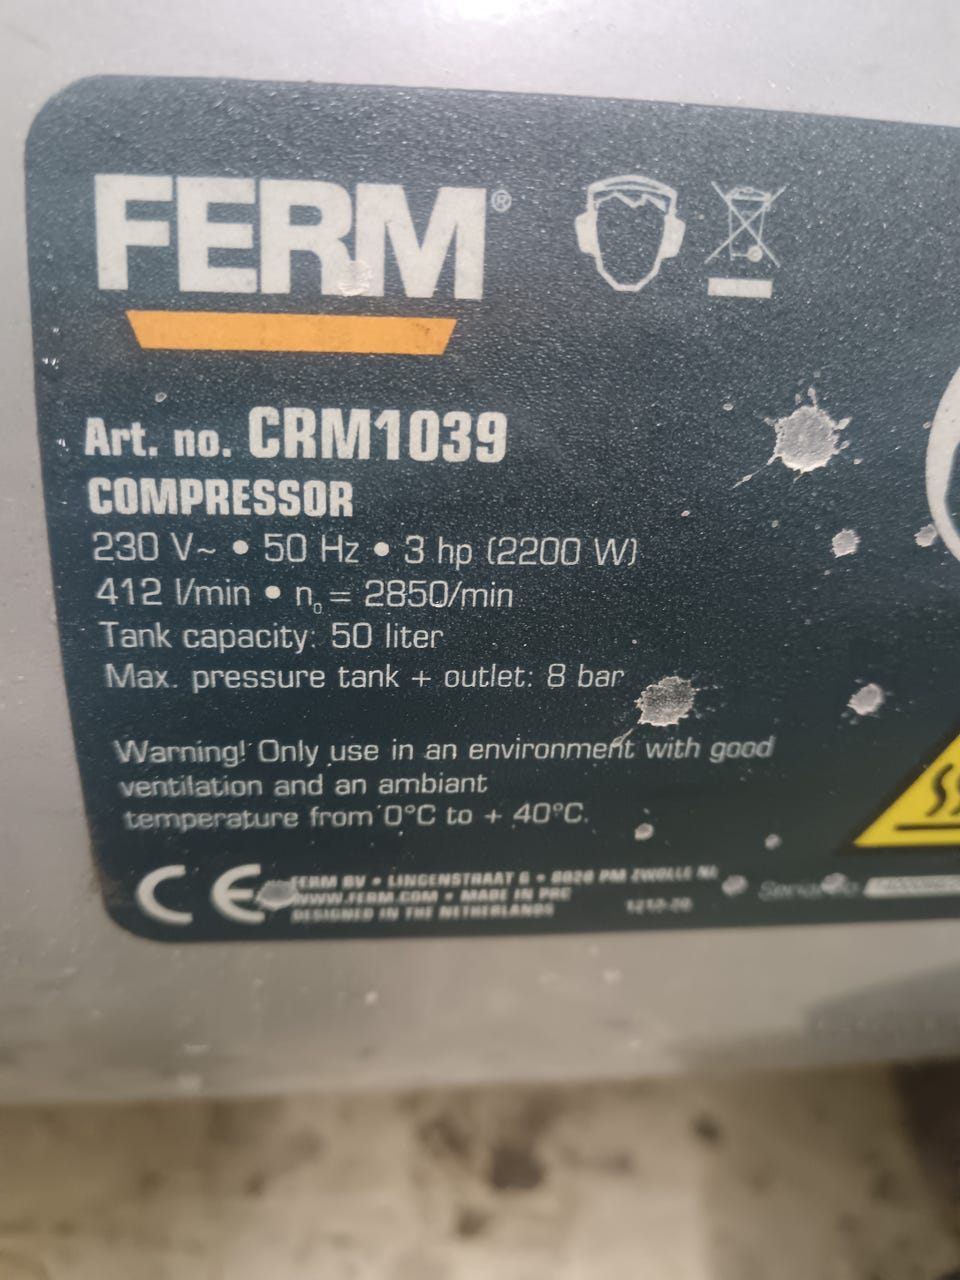 FERM®
Art. no. CRM1039
COMPRESSOR
230 V~ • 50 Hz • 3 hp (2200 W)
412 l/min • n₀ = 2850/min
Tank capacity: 50 liter
Max. pressure tank + outlet: 8 bar
Warning! Only use in an environment with good
ventilation and an ambiant
temperature from 0°C to + 40°C.
CE
FERM BV • LINGENSTRAAT 6 • 8028 PM ZWOLLE NL
WWW.FERM.COM • MADE IN PRC
DESIGNED IN THE NETHERLANDS